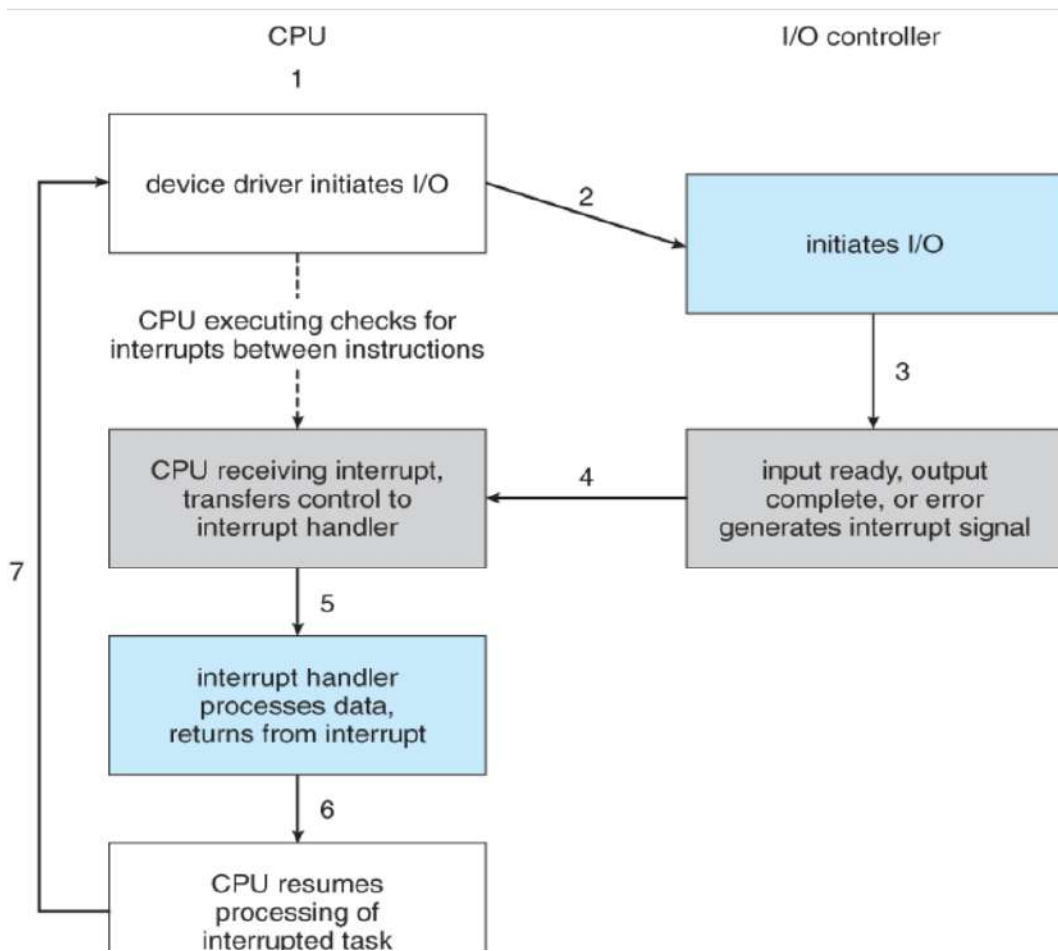 CPU
I/O controller
1
device driver initiates I/O
2
initiates I/O
CPU executing checks for
interrupts between instructions
3
CPU receiving interrupt,
transfers control to
interrupt handler
4
input ready, output
complete, or error
generates interrupt signal
7
5
interrupt handler
processes data,
returns from interrupt
6
CPU resumes
processing of
interrupted task